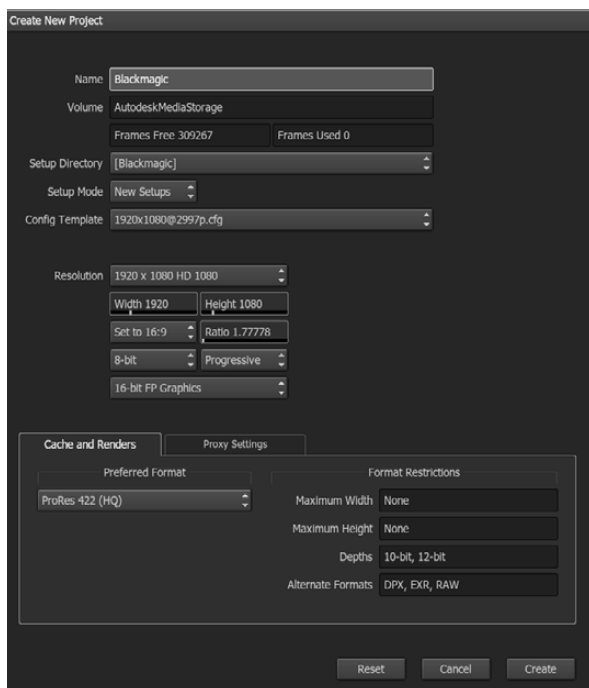 Create New Project
Name Blackmagic
Volume AutodeskMediaStorage
Frames Free 309267 Frames Used 0
Setup Directory [Blackmagic]
Setup Mode New Setups
Config Template 1920x1080@2997p.cfg
Resolution 1920 x 1080 HD 1080
Width 1920 Height 1080
Set to 16:9 Ratio 1.77778
8-bit Progressive
16-bit FP Graphics
Cache and Renders Proxy Settings
Preferred Format Format Restrictions
ProRes 422 (HQ) Maximum Width None
Maximum Height None
Depths 10-bit, 12-bit
Alternate Formats DPX, EXR, RAW
Reset Cancel Create